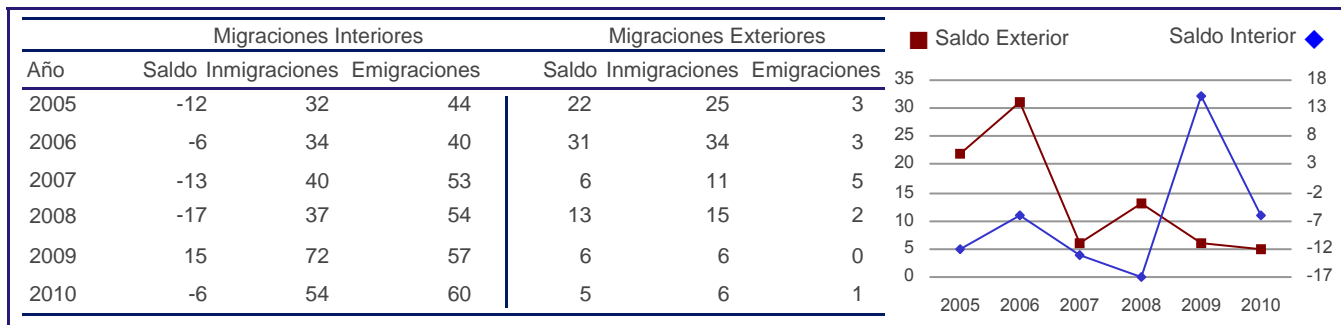 Migraciones Interiores Migraciones Exteriores
Año Saldo Inmigraciones Emigraciones Saldo Inmigraciones Emigraciones
2005 -12 32 44 22 25 3
2006 -6 34 40 31 34 3
2007 -13 40 53 6 11 5
2008 -17 37 54 13 15 2
2009 15 72 57 6 6 0
2010 -6 54 60 5 6 1
Saldo Exterior Saldo Interior
35 18
30 13
25 8
20 3
15 -2
10 -7
5 -12
0 -17
2005 2006 2007 2008 2009 2010